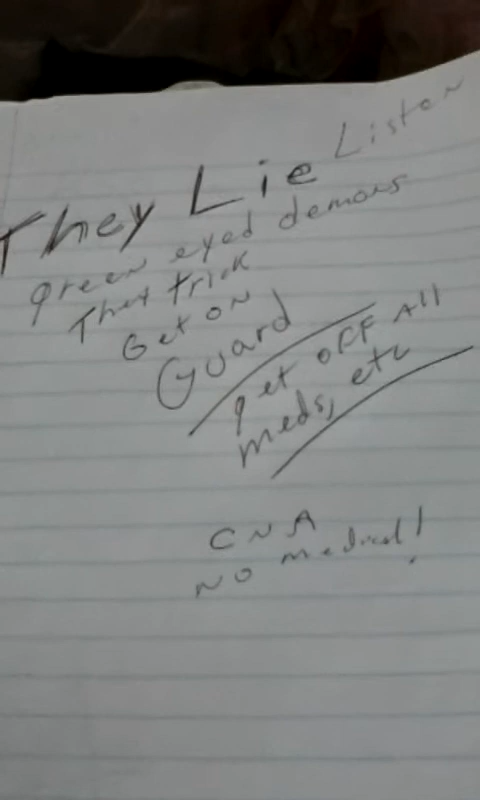 They Lie Listen
green eyed demons
That trick
Get on
Guard
get OFF All
meds, etc
CNA
NO medical!